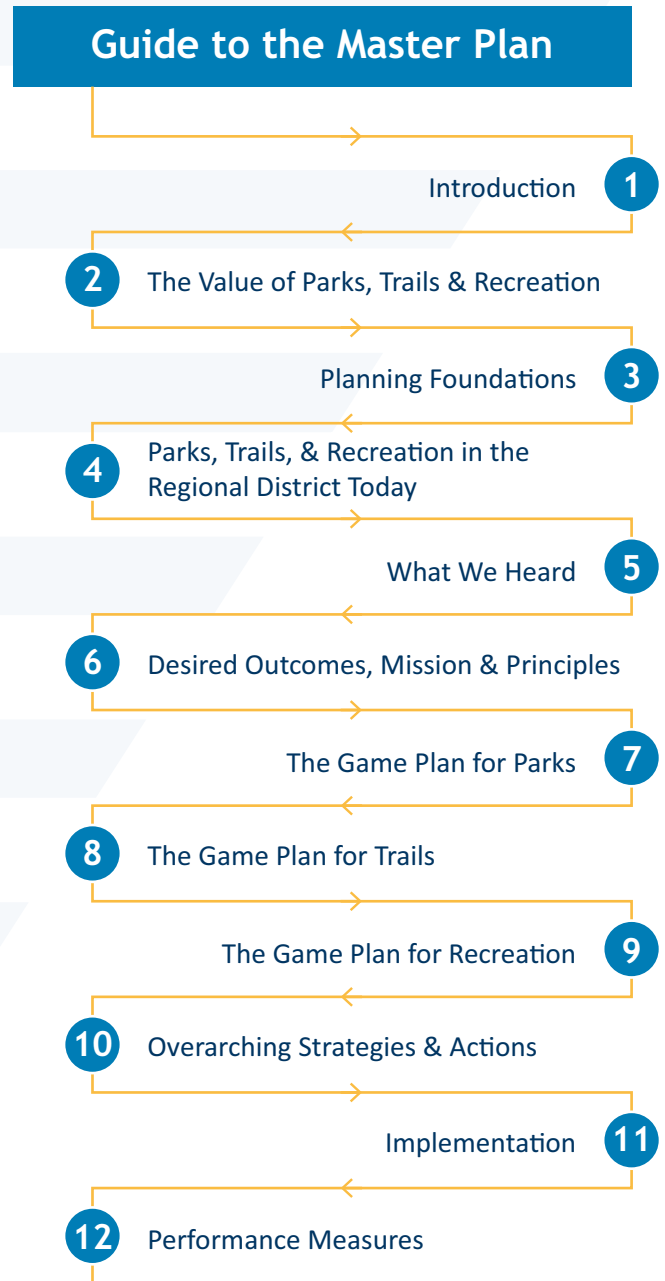 Guide to the Master Plan
Introduction 1
2 The Value of Parks, Trails & Recreation
Planning Foundations 3
4 Parks, Trails, & Recreation in the
Regional District Today
What We Heard 5
6 Desired Outcomes, Mission & Principles
The Game Plan for Parks 7
8 The Game Plan for Trails
The Game Plan for Recreation 9
10 Overarching Strategies & Actions
Implementation 11
12 Performance Measures